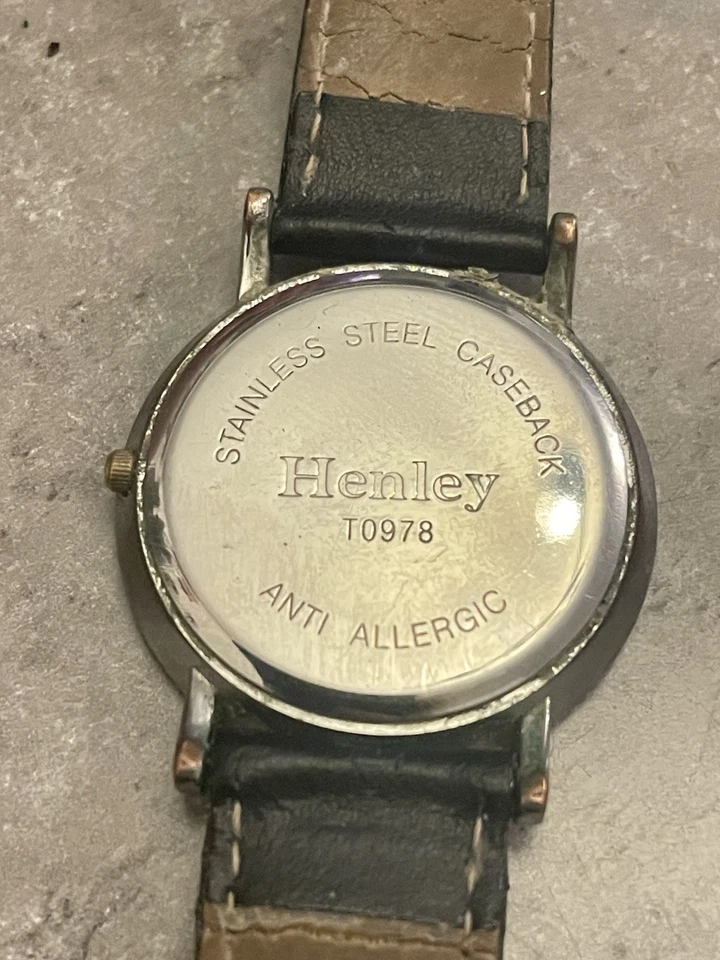 STAINLESS STEEL CASEBACK
Henley
T0978
ANTI ALLERGIC